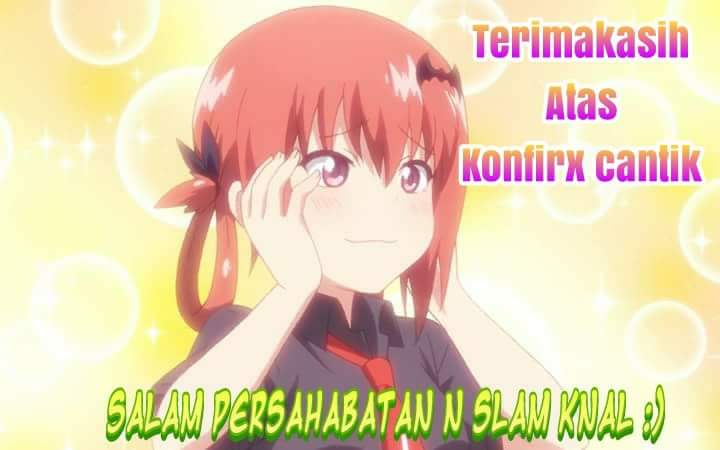 Terimakasih
Atas
Konfirx cantik
SALAM PERSAHABATAN N SLAM KNAL :)